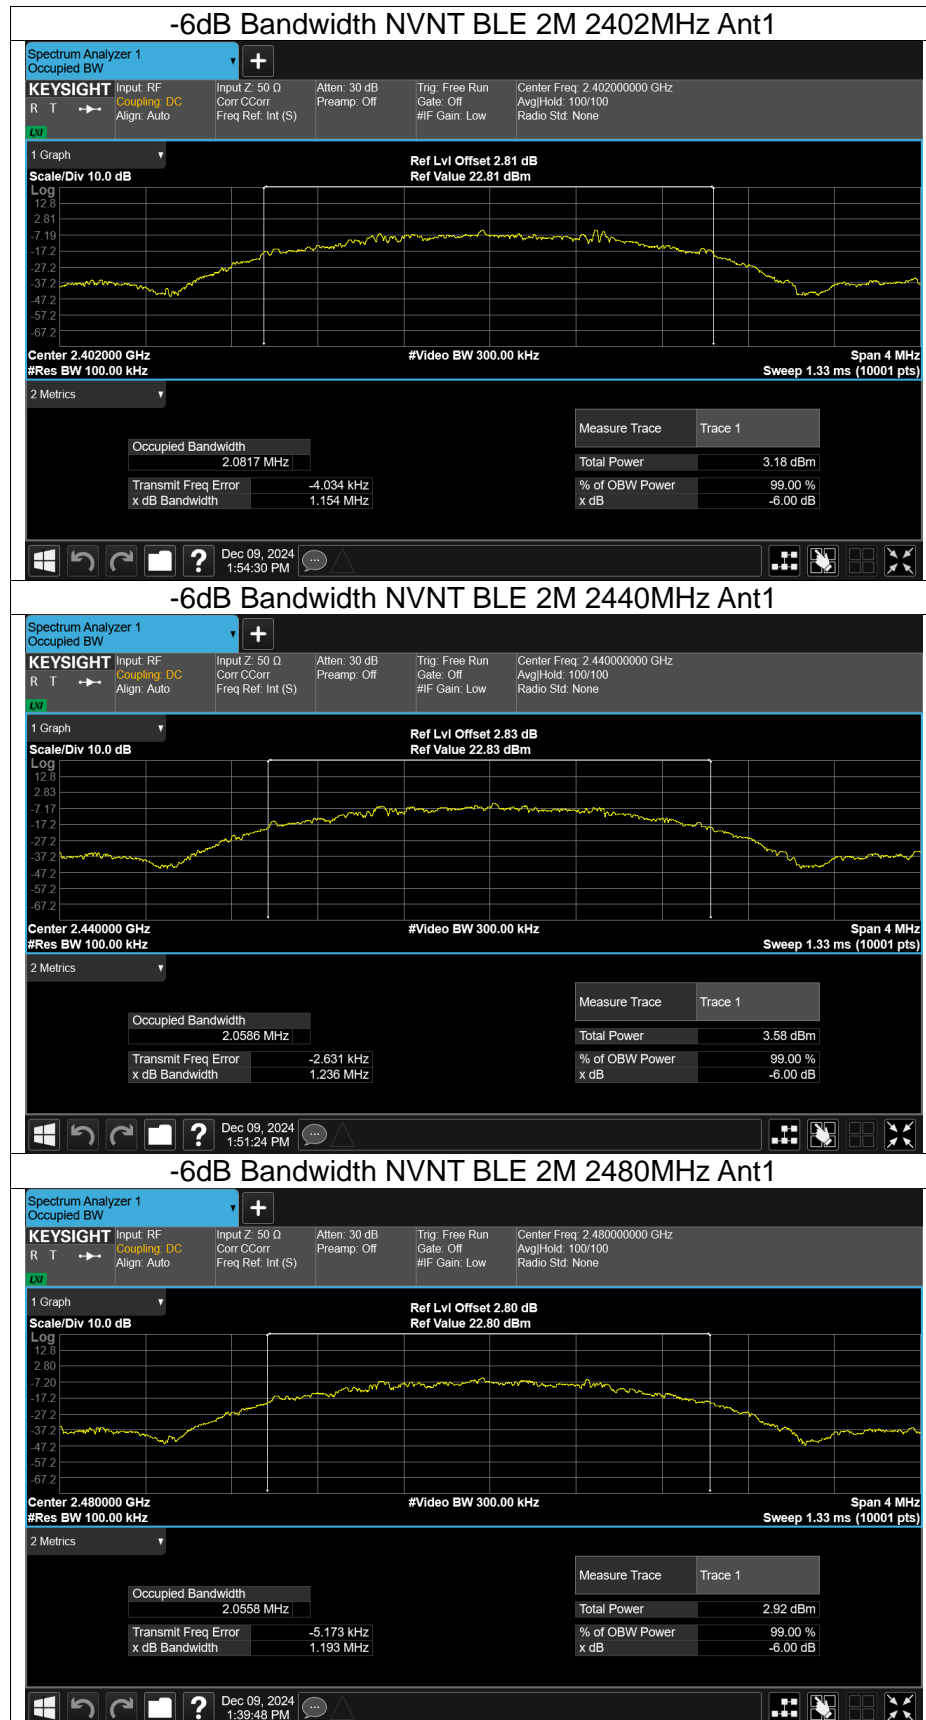 -6dB Bandwidth NVNT BLE 2M 2402MHz Ant1
Spectrum Analyzer 1
Occupied BW
KEYSIGHT Input: RF Input Z: 50 Ω Atten: 30 dB Trig: Free Run Center Freq: 2.402000000 GHz
R T Coupling: DC Corr CCorr Preamp: Off Gate: Off Avg|Hold: 100/100
Align: Auto Freq Ref: Int (S) #IF Gain: Low Radio Std: None
LXI
1 Graph
Ref Lvl Offset 2.81 dB
Scale/Div 10.0 dB Ref Value 22.81 dBm
Log
12.8
2.81
-7.19
-17.2
-27.2
-37.2
-47.2
-57.2
-67.2
Center 2.402000 GHz #Video BW 300.00 kHz Span 4 MHz
#Res BW 100.00 kHz Sweep 1.33 ms (10001 pts)
2 Metrics
Measure Trace Trace 1
Occupied Bandwidth
2.0817 MHz Total Power 3.18 dBm
Transmit Freq Error -4.034 kHz % of OBW Power 99.00 %
x dB Bandwidth 1.154 MHz x dB -6.00 dB
? Dec 09, 2024
1:54:30 PM
-6dB Bandwidth NVNT BLE 2M 2440MHz Ant1
Spectrum Analyzer 1
Occupied BW
KEYSIGHT Input: RF Input Z: 50 Ω Atten: 30 dB Trig: Free Run Center Freq: 2.440000000 GHz
R T Coupling: DC Corr CCorr Preamp: Off Gate: Off Avg|Hold: 100/100
Align: Auto Freq Ref: Int (S) #IF Gain: Low Radio Std: None
LXI
1 Graph
Ref Lvl Offset 2.83 dB
Scale/Div 10.0 dB Ref Value 22.83 dBm
Log
12.8
2.83
-7.17
-17.2
-27.2
-37.2
-47.2
-57.2
-67.2
Center 2.440000 GHz #Video BW 300.00 kHz Span 4 MHz
#Res BW 100.00 kHz Sweep 1.33 ms (10001 pts)
2 Metrics
Measure Trace Trace 1
Occupied Bandwidth
2.0586 MHz Total Power 3.58 dBm
Transmit Freq Error -2.631 kHz % of OBW Power 99.00 %
x dB Bandwidth 1.236 MHz x dB -6.00 dB
? Dec 09, 2024
1:51:24 PM
-6dB Bandwidth NVNT BLE 2M 2480MHz Ant1
Spectrum Analyzer 1
Occupied BW
KEYSIGHT Input: RF Input Z: 50 Ω Atten: 30 dB Trig: Free Run Center Freq: 2.480000000 GHz
R T Coupling: DC Corr CCorr Preamp: Off Gate: Off Avg|Hold: 100/100
Align: Auto Freq Ref: Int (S) #IF Gain: Low Radio Std: None
LXI
1 Graph
Ref Lvl Offset 2.80 dB
Scale/Div 10.0 dB Ref Value 22.80 dBm
Log
12.8
2.80
-7.20
-17.2
-27.2
-37.2
-47.2
-57.2
-67.2
Center 2.480000 GHz #Video BW 300.00 kHz Span 4 MHz
#Res BW 100.00 kHz Sweep 1.33 ms (10001 pts)
2 Metrics
Measure Trace Trace 1
Occupied Bandwidth
2.0558 MHz Total Power 2.92 dBm
Transmit Freq Error -5.173 kHz % of OBW Power 99.00 %
x dB Bandwidth 1.193 MHz x dB -6.00 dB
? Dec 09, 2024
1:39:48 PM